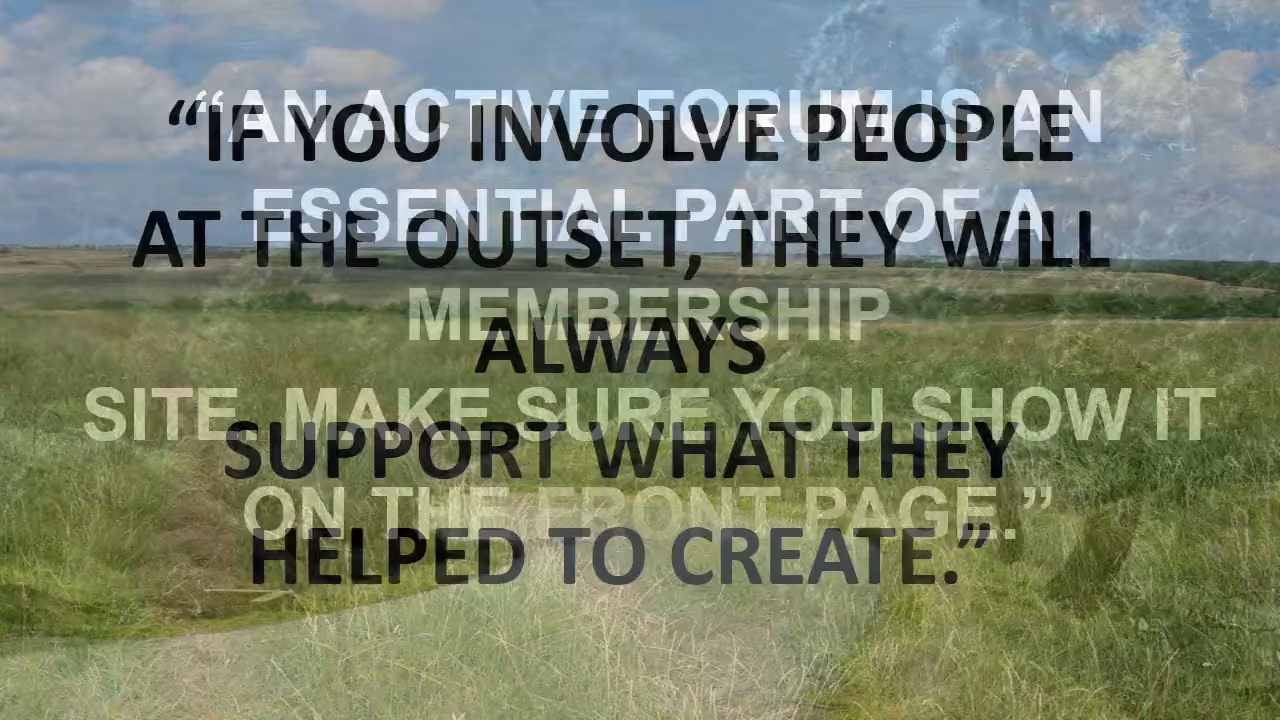 “IF YOU INVOLVE PEOPLE
AT THE OUTSET, THEY WILL
ALWAYS
SUPPORT WHAT THEY
HELPED TO CREATE.”
“AN ACTIVE FORUM IS AN
ESSENTIAL PART OF A
MEMBERSHIP
SITE. MAKE SURE YOU SHOW IT
ON THE FRONT PAGE.”